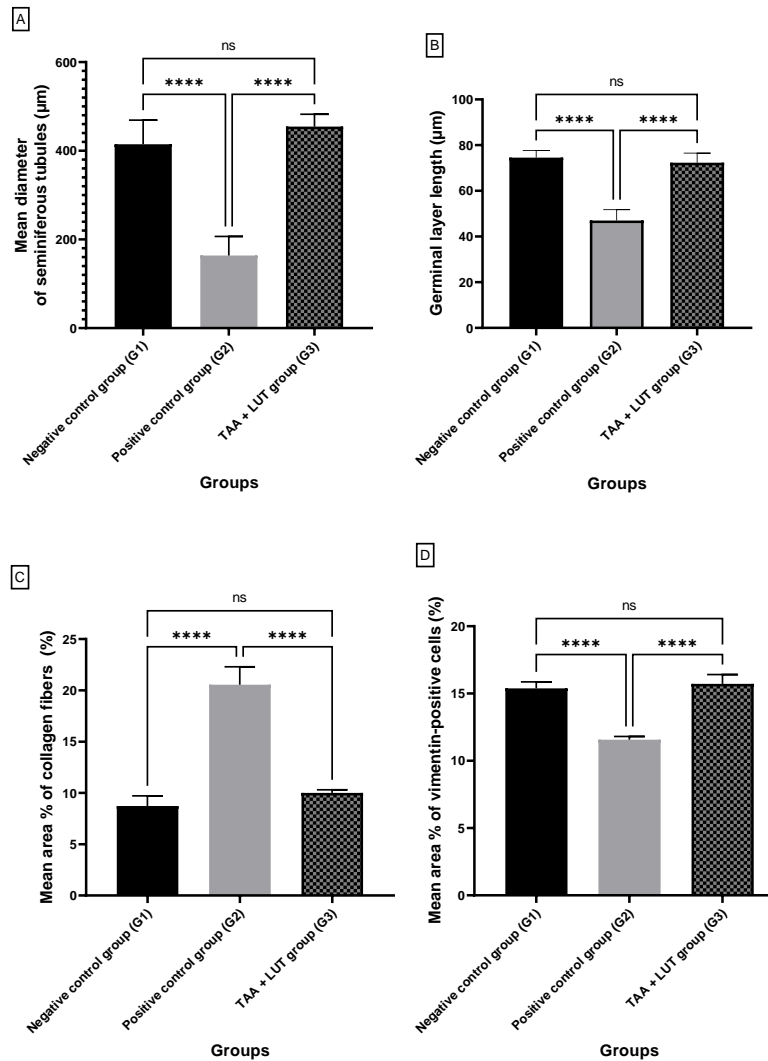 A
ns
**** ****
Mean diameter
of seminiferous tubules (µm)
600
400
200
0
Negative control group (G1)
Positive control group (G2)
TAA + LUT group (G3)
Groups
B
ns
**** ****
Germinal layer length (µm)
100
80
60
40
20
0
Negative control group (G1)
Positive control group (G2)
TAA + LUT group (G3)
Groups
C
ns
**** ****
Mean area % of collagen fibers (%)
25
20
15
10
5
0
Negative control group (G1)
Positive control group (G2)
TAA + LUT group (G3)
Groups
D
ns
**** ****
Mean area % of vimentin-positive cells (%)
20
15
10
5
0
Negative control group (G1)
Positive control group (G2)
TAA + LUT group (G3)
Groups